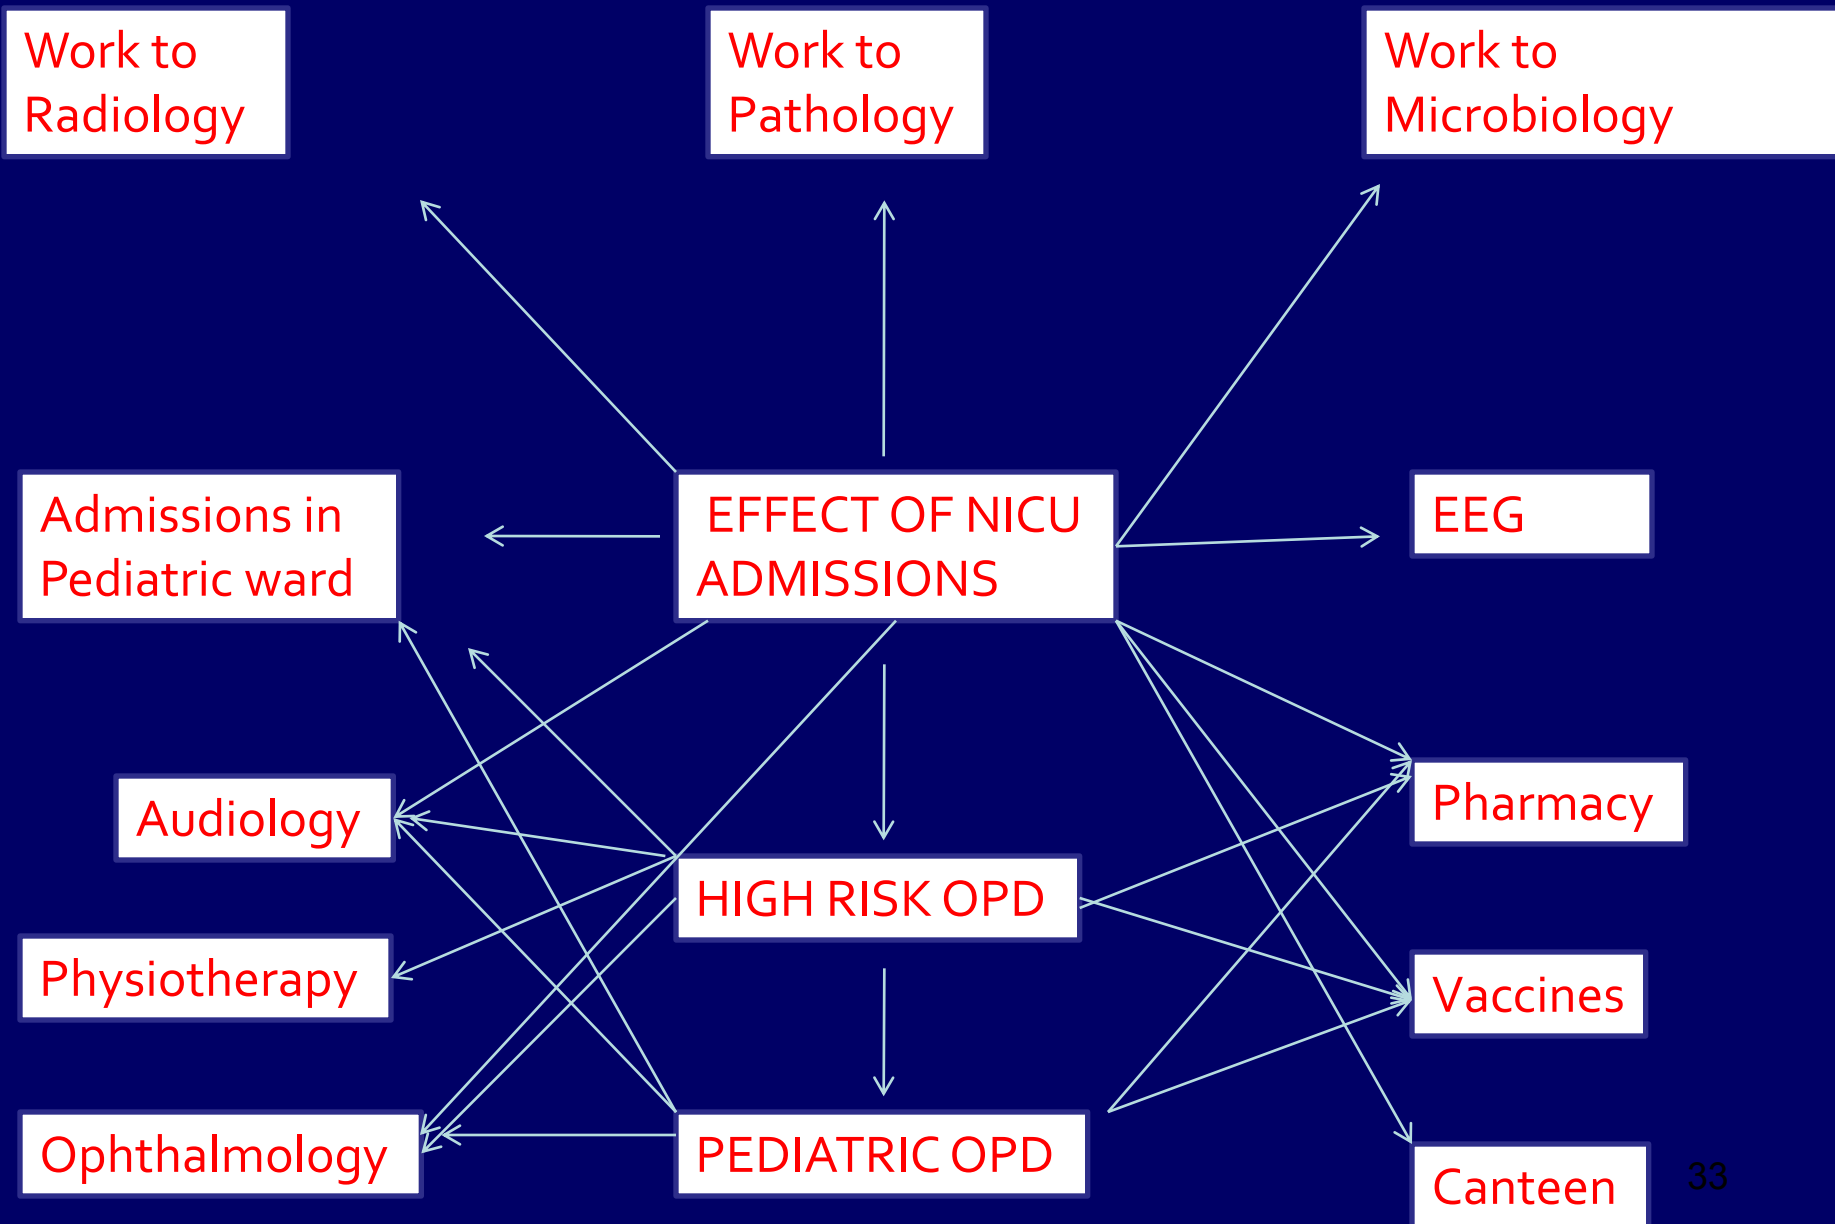 Work to
Radiology
Work to
Pathology
Work to
Microbiology
Admissions in
Pediatric ward
EFFECT OF NICU
ADMISSIONS
EEG
Audiology
Pharmacy
HIGH RISK OPD
Physiotherapy
Vaccines
Ophthalmology
PEDIATRIC OPD
Canteen
33